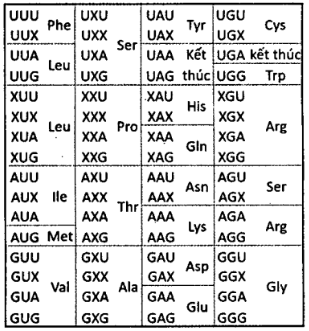 UUU Phe UXU Ser UAU Tyr UGU Cys
UUX UXX UAX UGX
UUA Leu UXA UAA Kết UGA kết thúc
UUG UXG UAG thúc UGG Trp
XUU Leu XXU Pro XAU His XGU Arg
XUX XXX XAX XGX
XUA XXA XAA Gln XGA
XUG XXG XAG XGG
AUU Ile AXU Thr AAU Asn AGU Ser
AUX AXX AAX AGX
AUA AXA AAA Lys AGA Arg
AUG Met AXG AAG AGG
GUU Val GXU Ala GAU Asp GGU Gly
GUX GXX GAX GGX
GUA GXA GAA Glu GGA
GUG GXG GAG GGG